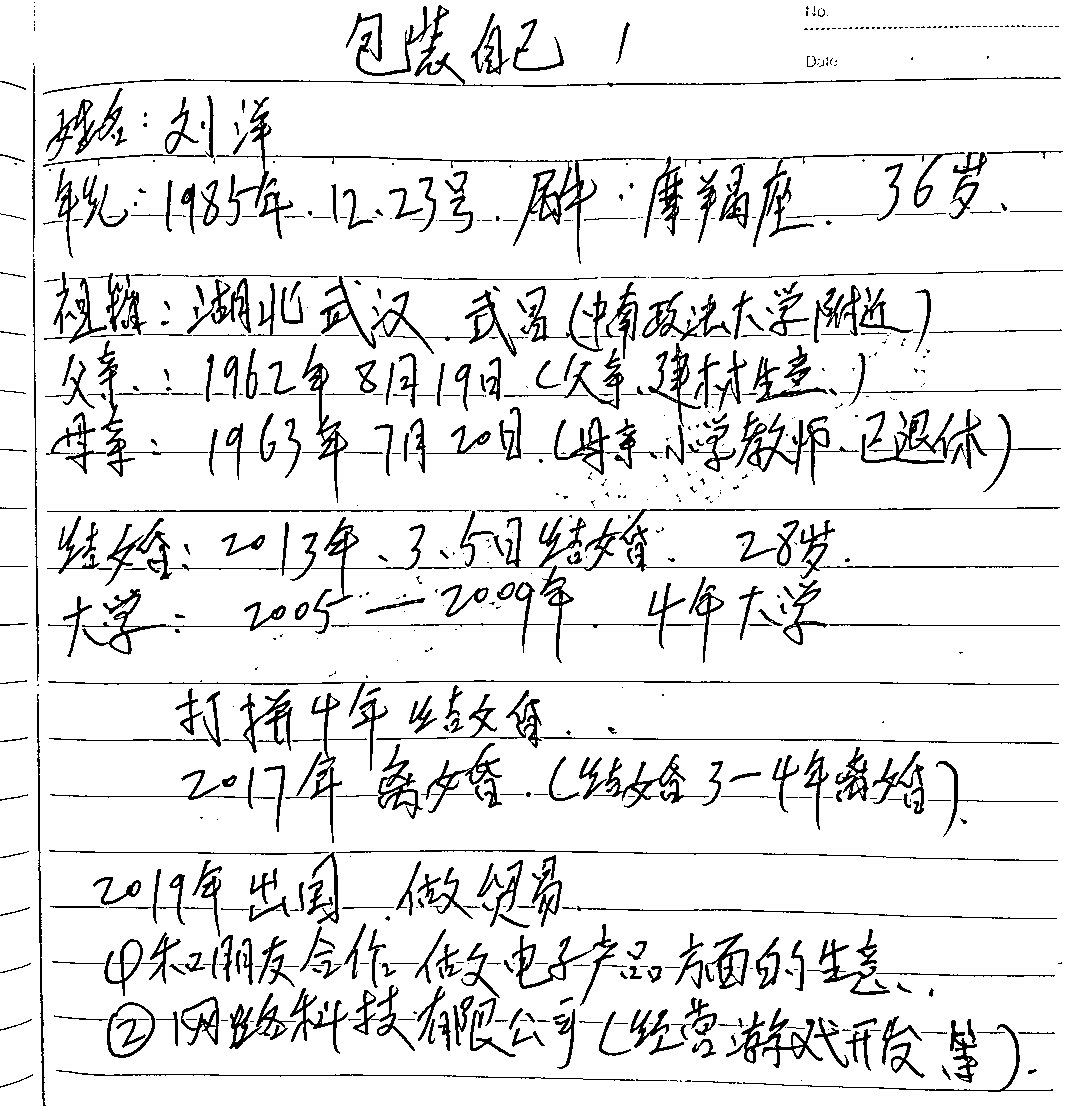 No.
Date
包装自己 1
姓名：刘洋
年纪：1985年.12.23号.属牛.摩羯座. 36岁.
祖籍：湖北武汉.武昌(中南政法大学附近)
父亲.：1962年8月19日(父亲.建材生意.)
母亲：1963年7月20日.(母亲.小学教师.已退休)
结婚：2013年.3.5日结婚. 28岁.
大学：2005—2009年. 4年大学
打拼4年结婚..
2017年离婚.(结婚3-4年离婚).
2019年出国.做贸易.
①和朋友合作做电子产品方面的生意..
②网络科技有限公司(经营游戏开发等).